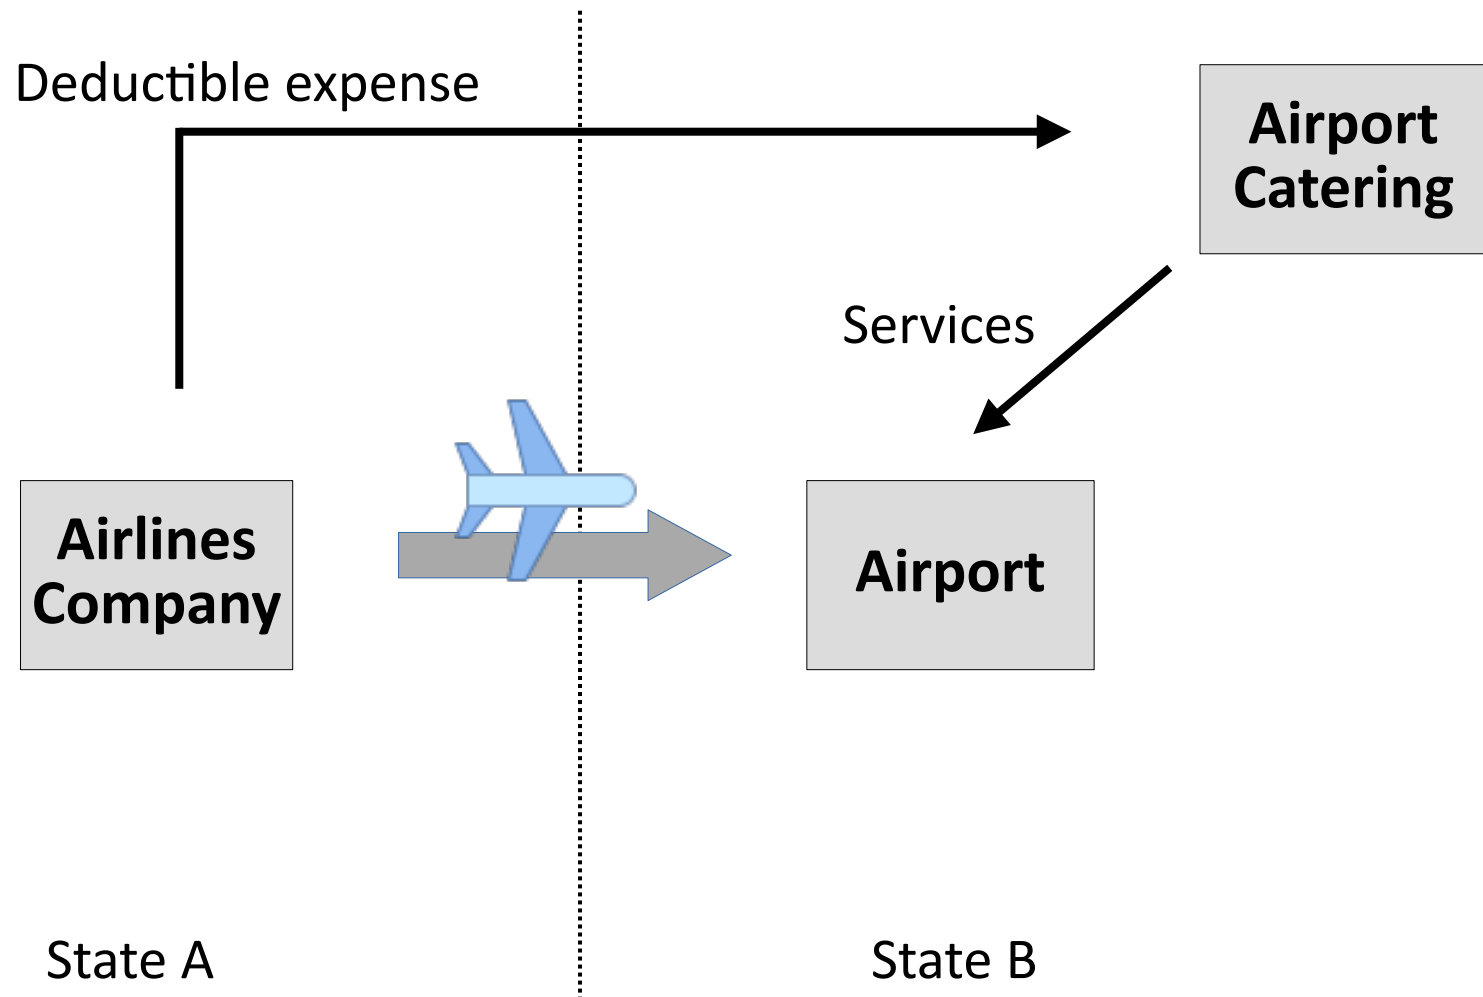 Deductible expense
Airport
Catering
Services
Airlines
Company
Airport
State A
State B